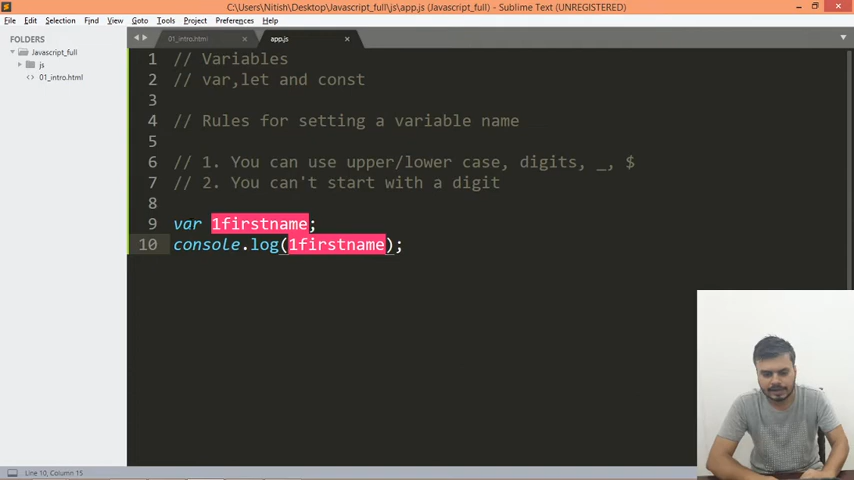 C:\Users\Nitish\Desktop\Javascript_full\js\app.js (Javascript_full) - Sublime Text (UNREGISTERED)
File Edit Selection Find View Goto Tools Project Preferences Help
FOLDERS
Javascript_full
js
01_intro.html
01_intro.html
app.js
1 // Variables
2 // var,let and const
3
4 // Rules for setting a variable name
5
6 // 1. You can use upper/lower case, digits, _, $
7 // 2. You can't start with a digit
8
9 var 1firstname;
10 console.log(1firstname);
Line 10, Column 15